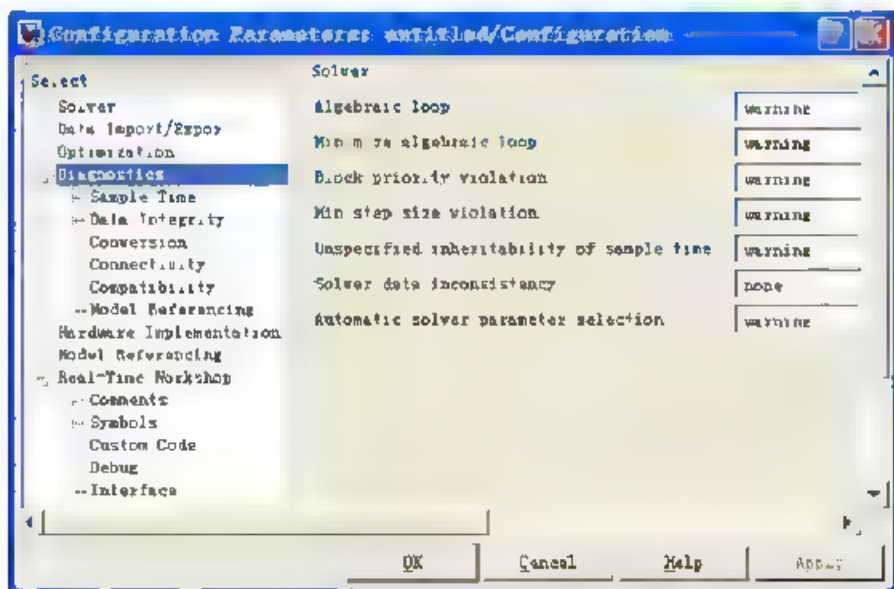 Configuration Parameters: untitled/Configuration
Select
Solver
Data Import/Expor
Optimization
Diagnostics
Sample Time
Data Integrity
Conversion
Connectivity
Compatibility
Model Referencing
Hardware Implementation
Model Referencing
Real-Time Workshop
Comments
Symbols
Custom Code
Debug
Interface
Solver
Algebraic loop
warning
Minimize algebraic loop
warning
Block priority violation
warning
Min step size violation
warning
Unspecified inheritability of sample time
warning
Solver data inconsistency
none
Automatic solver parameter selection
warning
OK
Cancel
Help
Apply